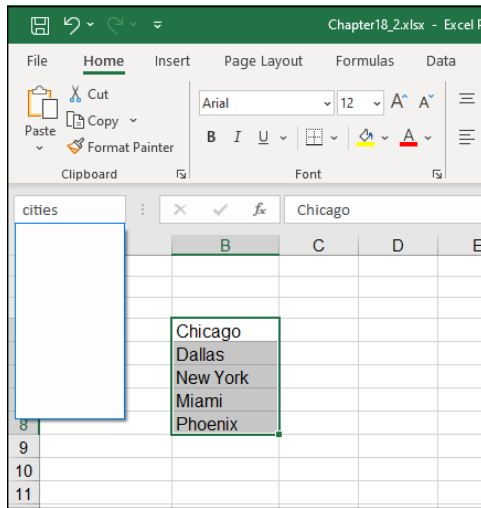 Chapter18_2.xlsx - Excel
File Home Insert Page Layout Formulas Data
Cut
Copy
Paste
Format Painter
Arial 12 A^ A˅
B I U A
Clipboard Font
cities fx Chicago
B C D E
Chicago
Dallas
New York
Miami
8 Phoenix
9
10
11